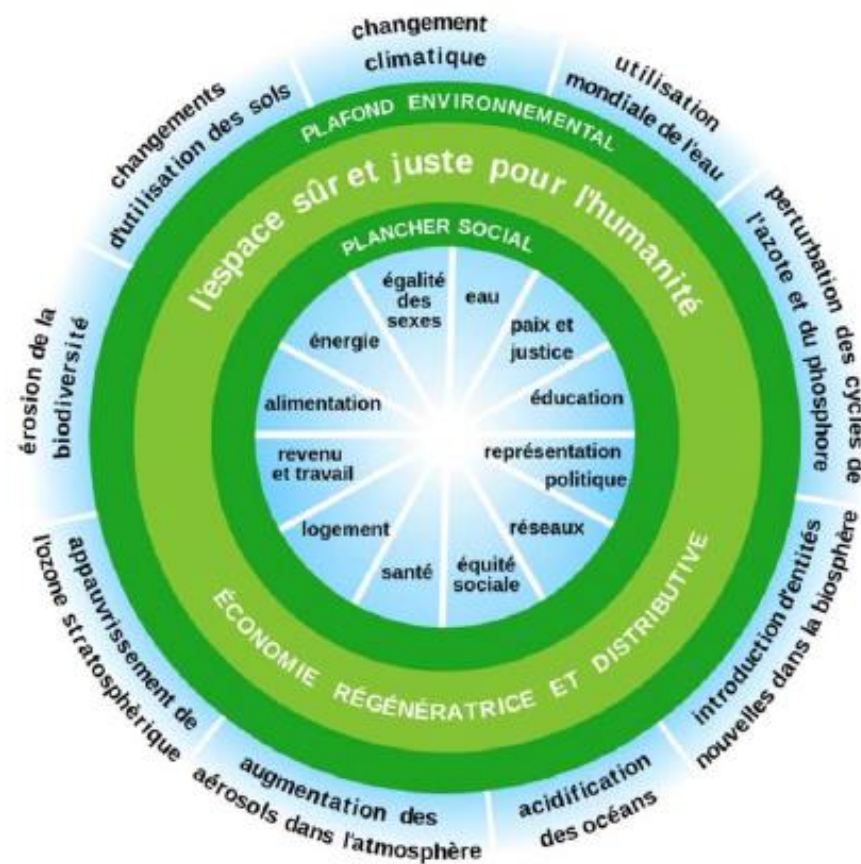 changement
climatique
utilisation
mondiale de l'eau
perturbation des cycles de
l'azote et du phosphore
introduction d'entités
nouvelles dans la biosphère
acidification
des océans
augmentation des
aérosols dans l'atmosphère
appauvrissement de
l'ozone stratosphérique
érosion de la
biodiversité
changements
d'utilisation des sols
PLAFOND ENVIRONNEMENTAL
l'espace sûr et juste pour l'humanité
PLANCHER SOCIAL
eau
paix et
justice
éducation
représentation
politique
réseaux
équité
sociale
santé
logement
revenu
et travail
alimentation
énergie
égalité
des
sexes
ÉCONOMIE RÉGÉNÉRATRICE ET DISTRIBUTIVE